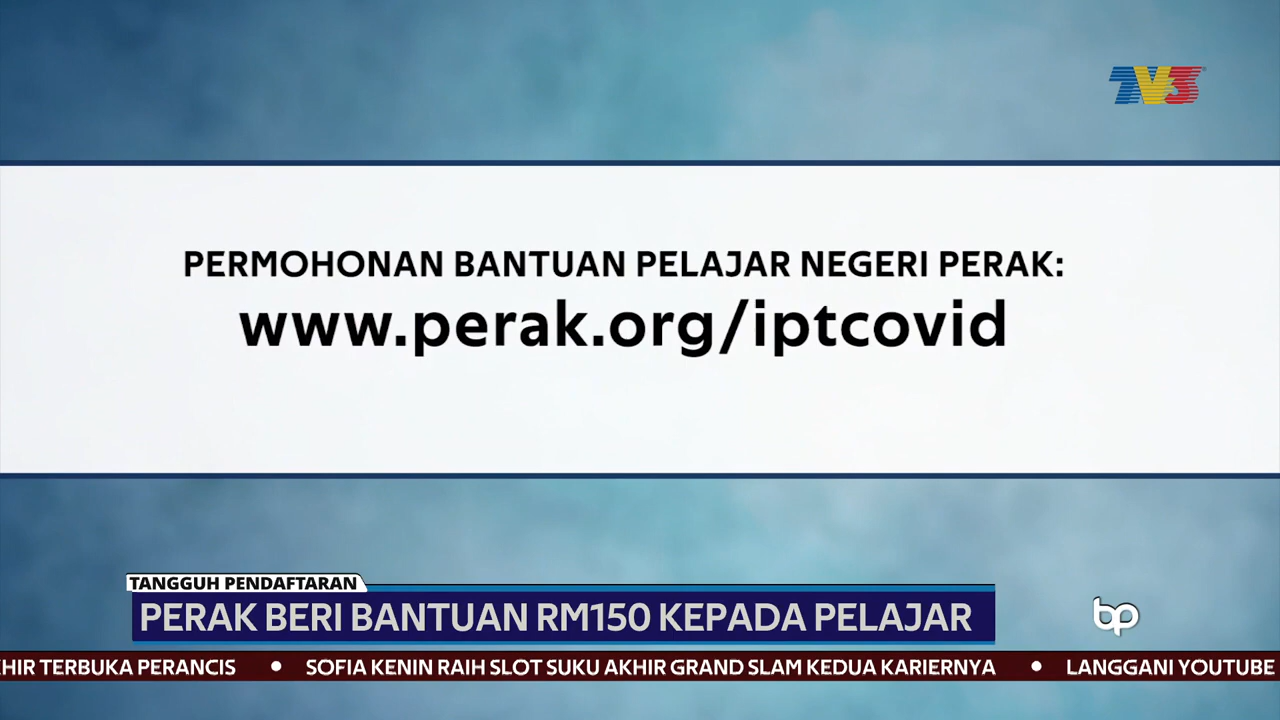 TV3
PERMOHONAN BANTUAN PELAJAR NEGERI PERAK:
www.perak.org/iptcovid
TANGGUH PENDAFTARAN
PERAK BERI BANTUAN RM150 KEPADA PELAJAR
bp
KHIR TERBUKA PERANCIS • SOFIA KENIN RAIH SLOT SUKU AKHIR GRAND SLAM KEDUA KARIERNYA • LANGGANI YOUTUBE